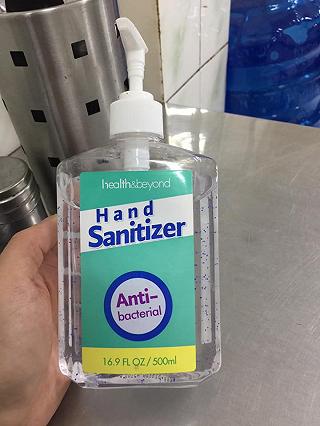 health&beyond
Hand
Sanitizer
Anti-
bacterial
16.9 FL OZ / 500ml